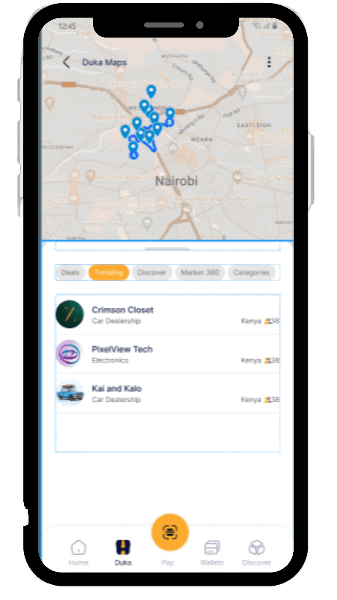 12:45
Duka Maps
EASTLEIGH
NGARA
Nairobi
Deals Trending Discover Market 360 Categories
Crimson Closet
Car Dealership Kenya 38
PixelView Tech
Electronics Kenya 38
Kai and Kalo
Car Dealership Kenya 38
Home Duka Pay Wallets Discover